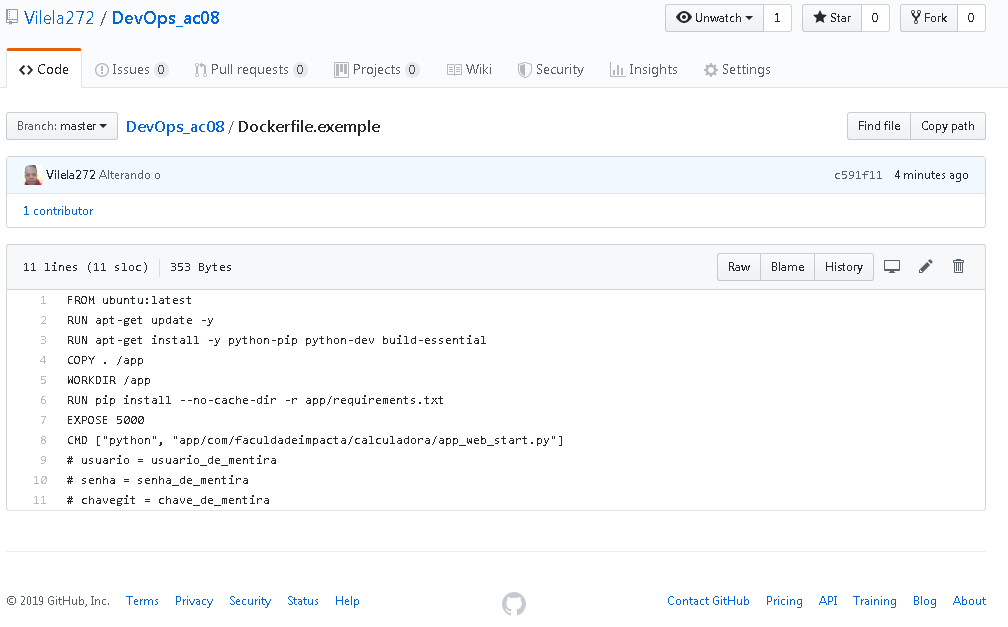 Vilela272 / DevOps_ac08
Unwatch 1 Star 0 Fork 0
Code Issues 0 Pull requests 0 Projects 0 Wiki Security Insights Settings
Branch: master DevOps_ac08 / Dockerfile.exemple Find file Copy path
Vilela272 Alterando o c591f11 4 minutes ago
1 contributor
11 lines (11 sloc) 353 Bytes Raw Blame History
1 FROM ubuntu:latest
2 RUN apt-get update -y
3 RUN apt-get install -y python-pip python-dev build-essential
4 COPY . /app
5 WORKDIR /app
6 RUN pip install --no-cache-dir -r app/requirements.txt
7 EXPOSE 5000
8 CMD ["python", "app/com/faculdadeimpacta/calculadora/app_web_start.py"]
9 # usuario = usuario_de_mentira
10 # senha = senha_de_mentira
11 # chavegit = chave_de_mentira
© 2019 GitHub, Inc. Terms Privacy Security Status Help Contact GitHub Pricing API Training Blog About